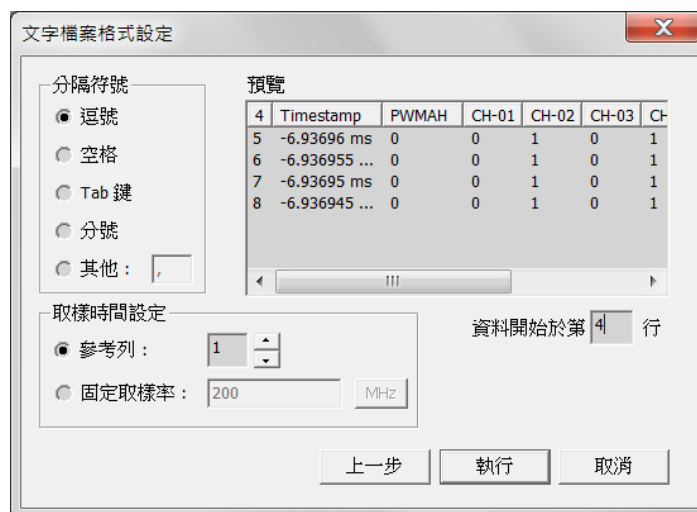 文字檔案格式設定
分隔符號
逗號
空格
Tab 鍵
分號
其他： ,
預覽
4 Timestamp PWMAH CH-01 CH-02 CH-03 CH
5 -6.93696 ms 0 0 1 0 1
6 -6.936955 ... 0 0 1 0 1
7 -6.93695 ms 0 0 1 0 1
8 -6.936945 ... 0 0 1 0 1
取樣時間設定
參考列： 1
固定取樣率： 200 MHz
資料開始於第 4 行
上一步 執行 取消